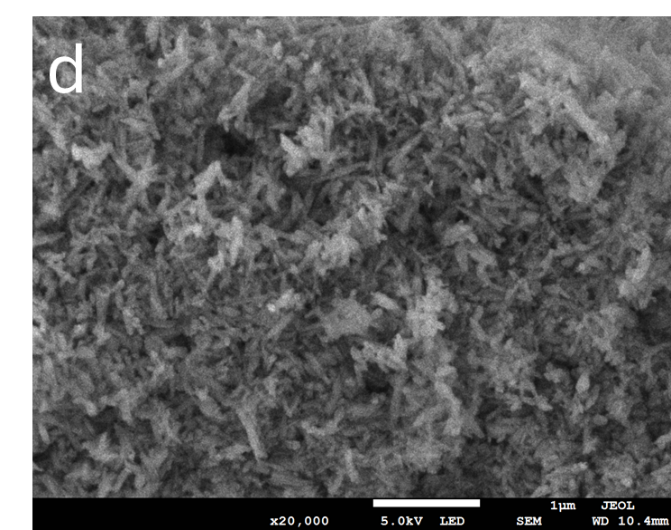 d
1μm JEOL
x20,000 5.0kV LED SEM WD 10.4mm